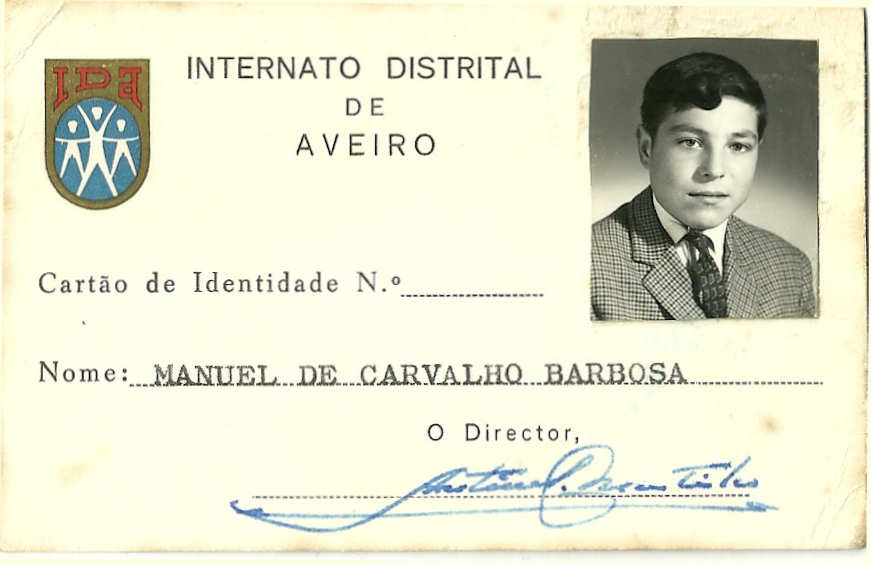 IDA
INTERNATO DISTRITAL
DE
AVEIRO
Cartão de Identidade N.º
Nome: MANUEL DE CARVALHO BARBOSA
O Director,